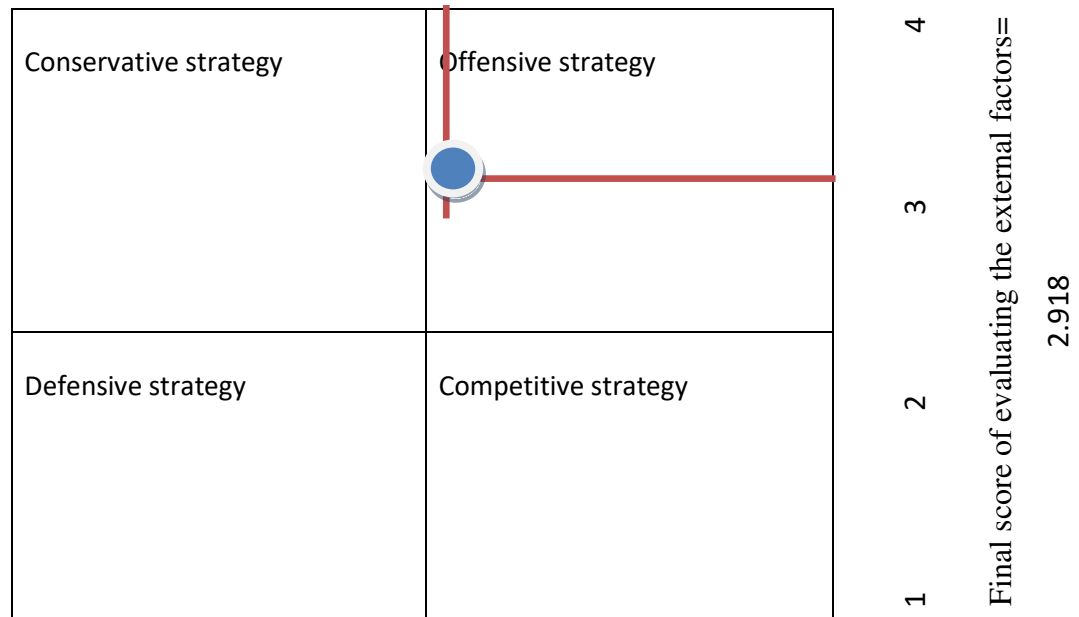 Conservative strategy
Offensive strategy
Defensive strategy
Competitive strategy
4
3
2
1
Final score of evaluating the external factors=
2.918